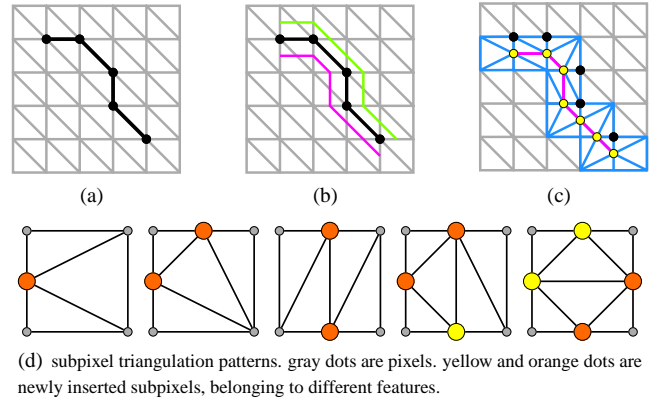 (a) (b) (c)
(d) subpixel triangulation patterns. gray dots are pixels. yellow and orange dots are
newly inserted subpixels, belonging to different features.